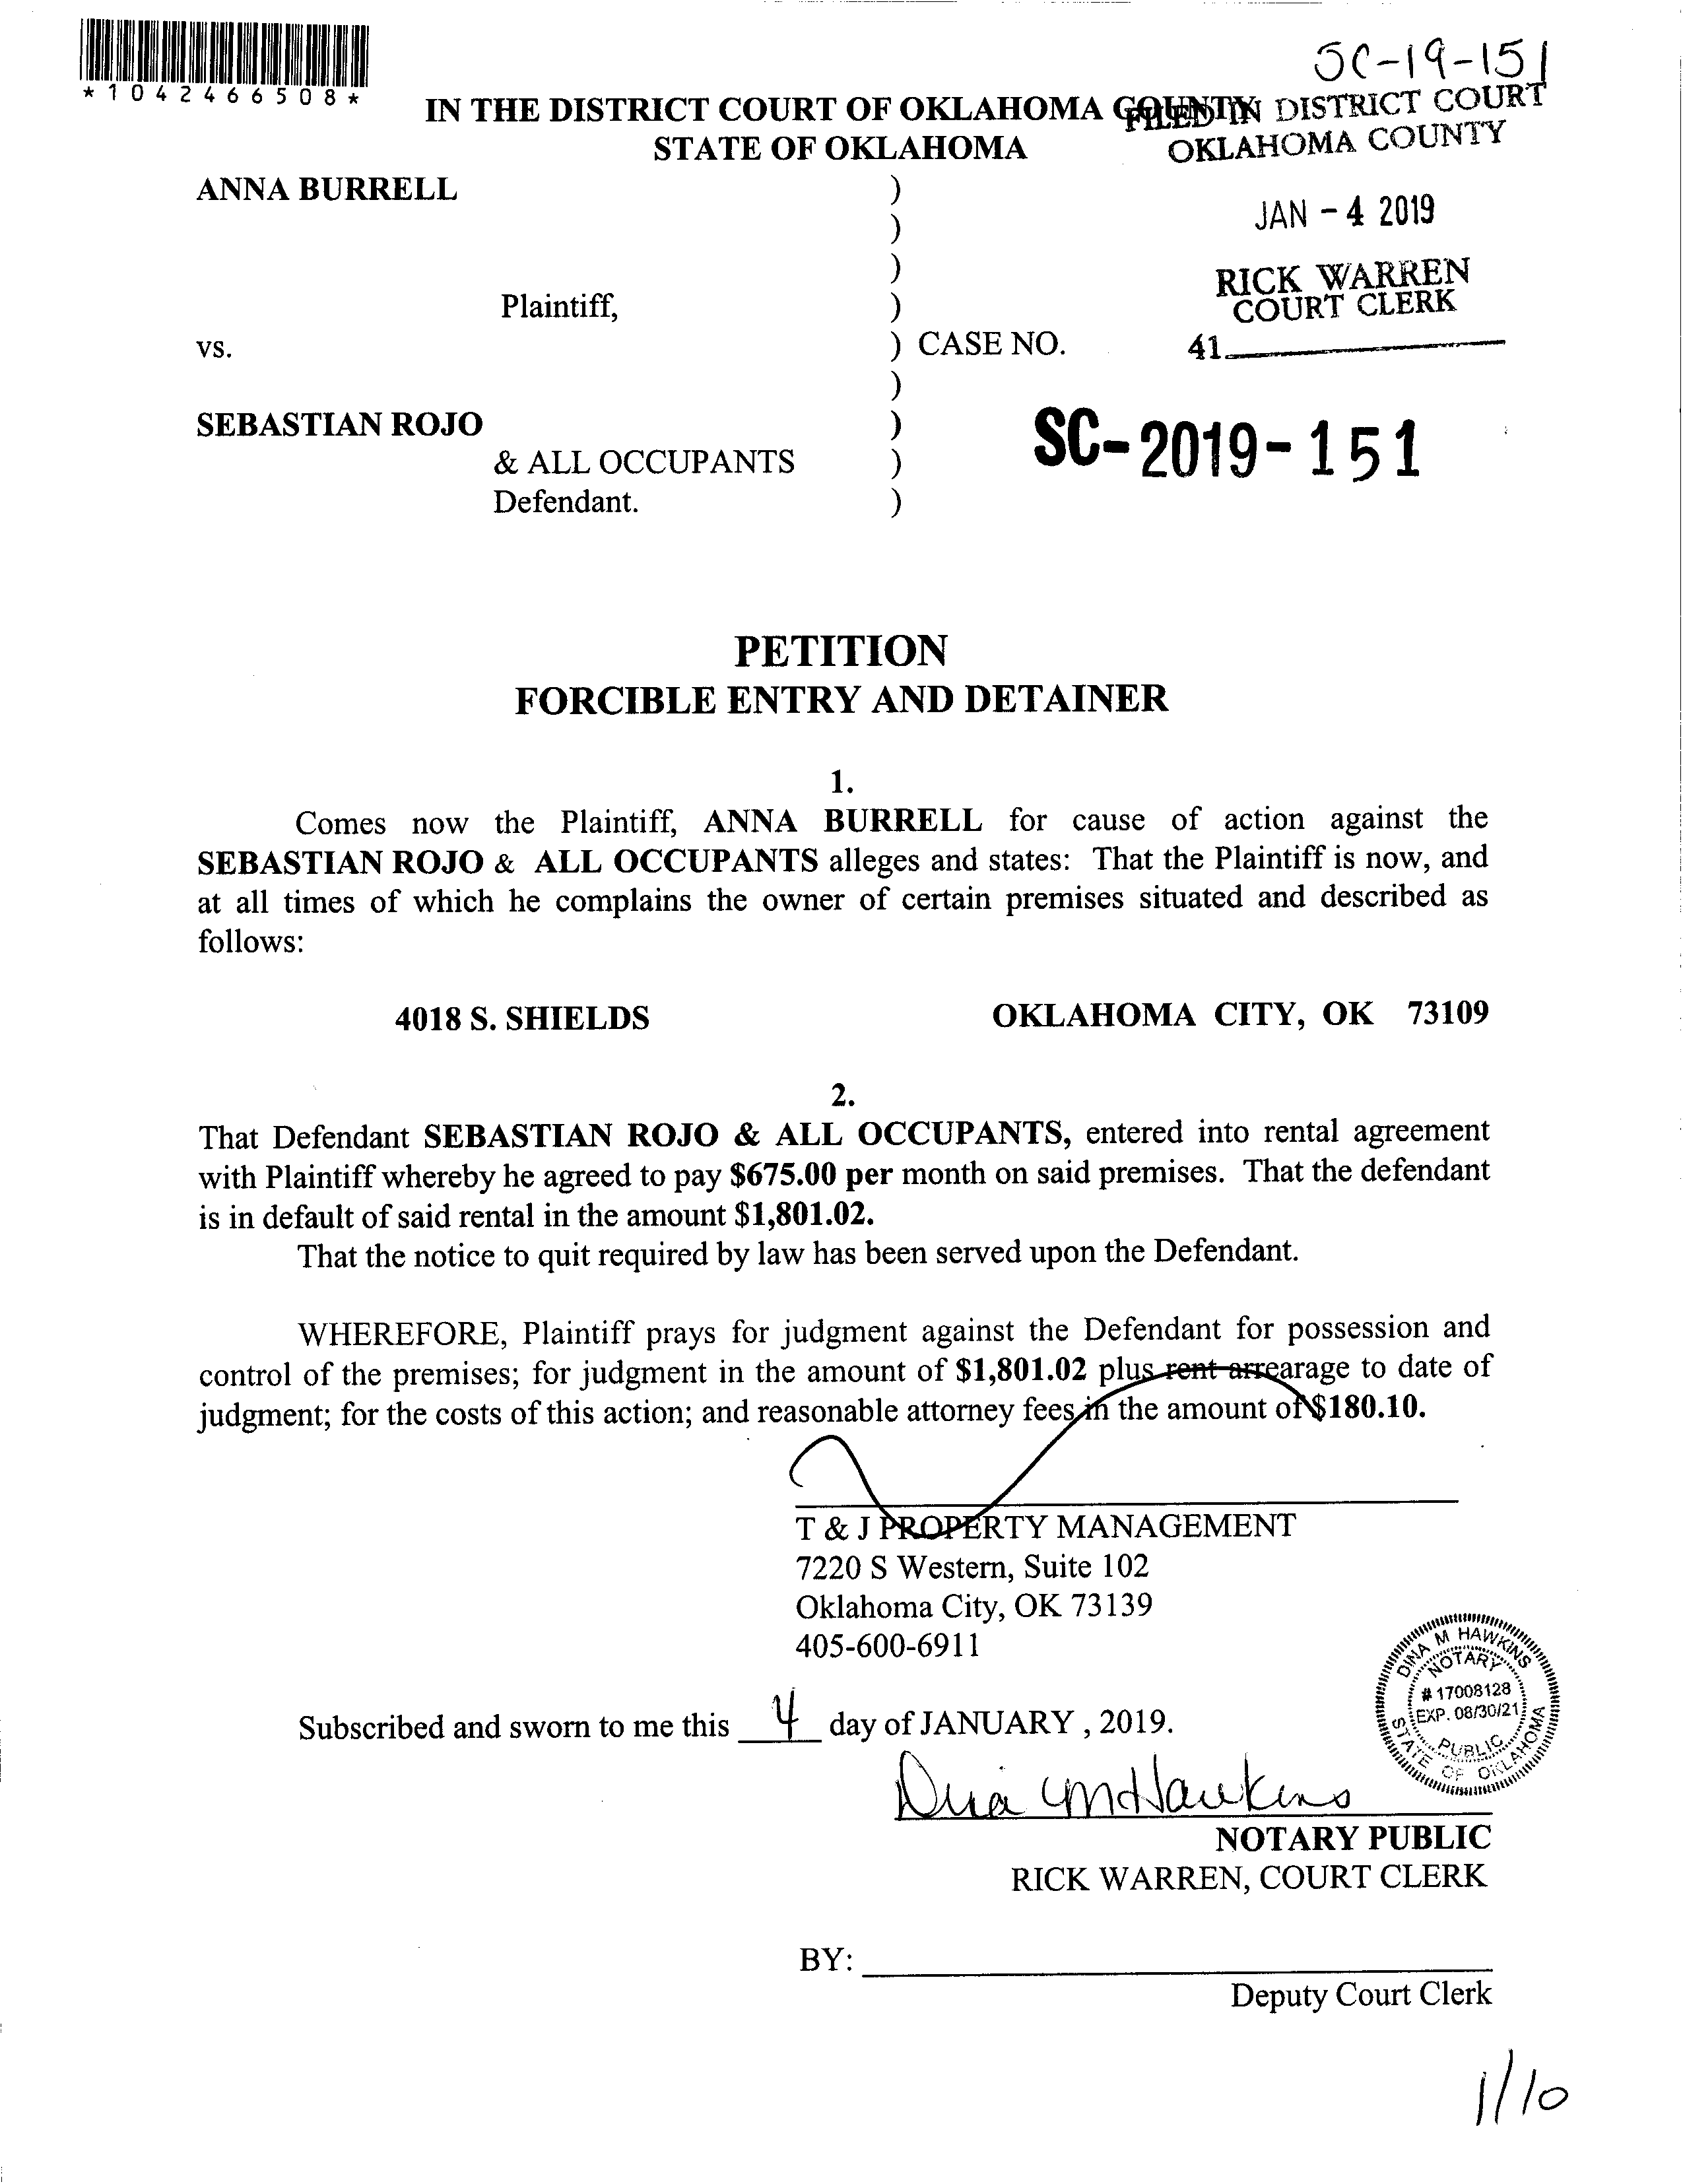 SC-19-151
*1042466508*
IN THE DISTRICT COURT OF OKLAHOMA COUNTY
FILED IN DISTRICT COURT
STATE OF OKLAHOMA
OKLAHOMA COUNTY
ANNA BURRELL )
)
JAN - 4 2019
)
RICK WARREN
COURT CLERK
Plaintiff, )
vs. ) CASE NO.
41
)
SEBASTIAN ROJO )
SC-2019-151
& ALL OCCUPANTS )
Defendant. )
PETITION
FORCIBLE ENTRY AND DETAINER
1.
Comes now the Plaintiff, ANNA BURRELL for cause of action against the
SEBASTIAN ROJO & ALL OCCUPANTS alleges and states: That the Plaintiff is now, and
at all times of which he complains the owner of certain premises situated and described as
follows:
4018 S. SHIELDS OKLAHOMA CITY, OK 73109
2.
That Defendant SEBASTIAN ROJO & ALL OCCUPANTS, entered into rental agreement
with Plaintiff whereby he agreed to pay $675.00 per month on said premises. That the defendant
is in default of said rental in the amount $1,801.02.
That the notice to quit required by law has been served upon the Defendant.
WHEREFORE, Plaintiff prays for judgment against the Defendant for possession and
control of the premises; for judgment in the amount of $1,801.02 plus rent arrearage to date of
judgment; for the costs of this action; and reasonable attorney fees in the amount of $180.10.
T & J PROPERTY MANAGEMENT
7220 S Western, Suite 102
Oklahoma City, OK 73139
405-600-6911
DINA M HAWKINS
NOTARY
# 17008128
EXP. 08/30/21
PUBLIC
STATE OF OKLAHOMA
Subscribed and sworn to me this 4 day of JANUARY , 2019.
Dina M Hawkins
NOTARY PUBLIC
RICK WARREN, COURT CLERK
BY:
Deputy Court Clerk
1/10